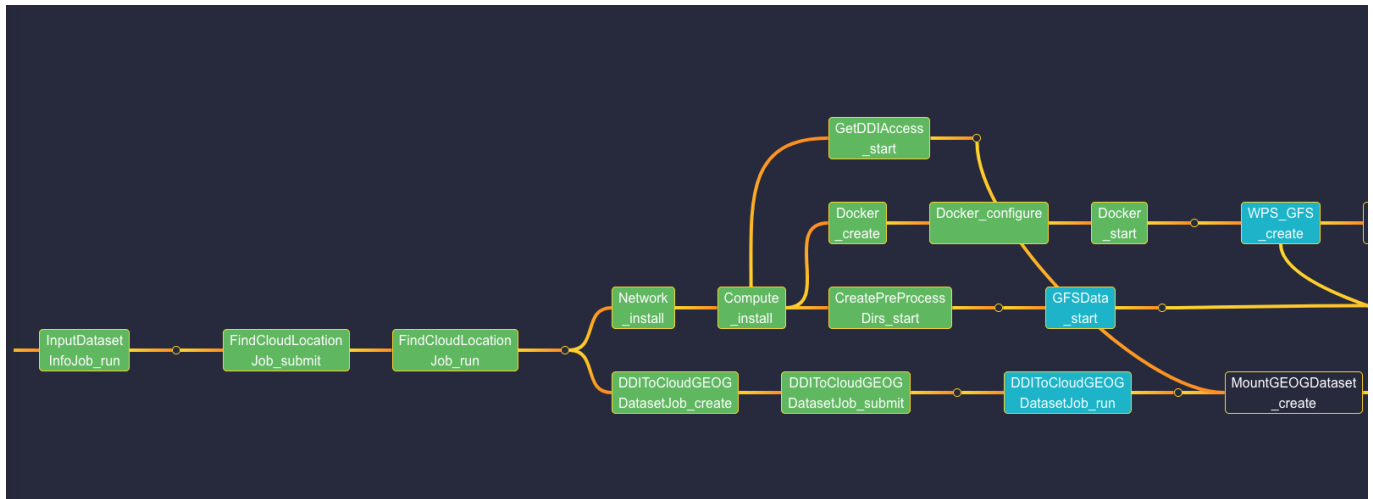 GetDDIAccess
_start
Docker
_create
Docker_configure
Docker
_start
WPS_GFS
_create
Network
_install
Compute
_install
CreatePreProcess
Dirs_start
GFSData
_start
InputDataset
InfoJob_run
FindCloudLocation
Job_submit
FindCloudLocation
Job_run
DDIToCloudGEOG
DatasetJob_create
DDIToCloudGEOG
DatasetJob_submit
DDIToCloudGEOG
DatasetJob_run
MountGEOGDataset
_create